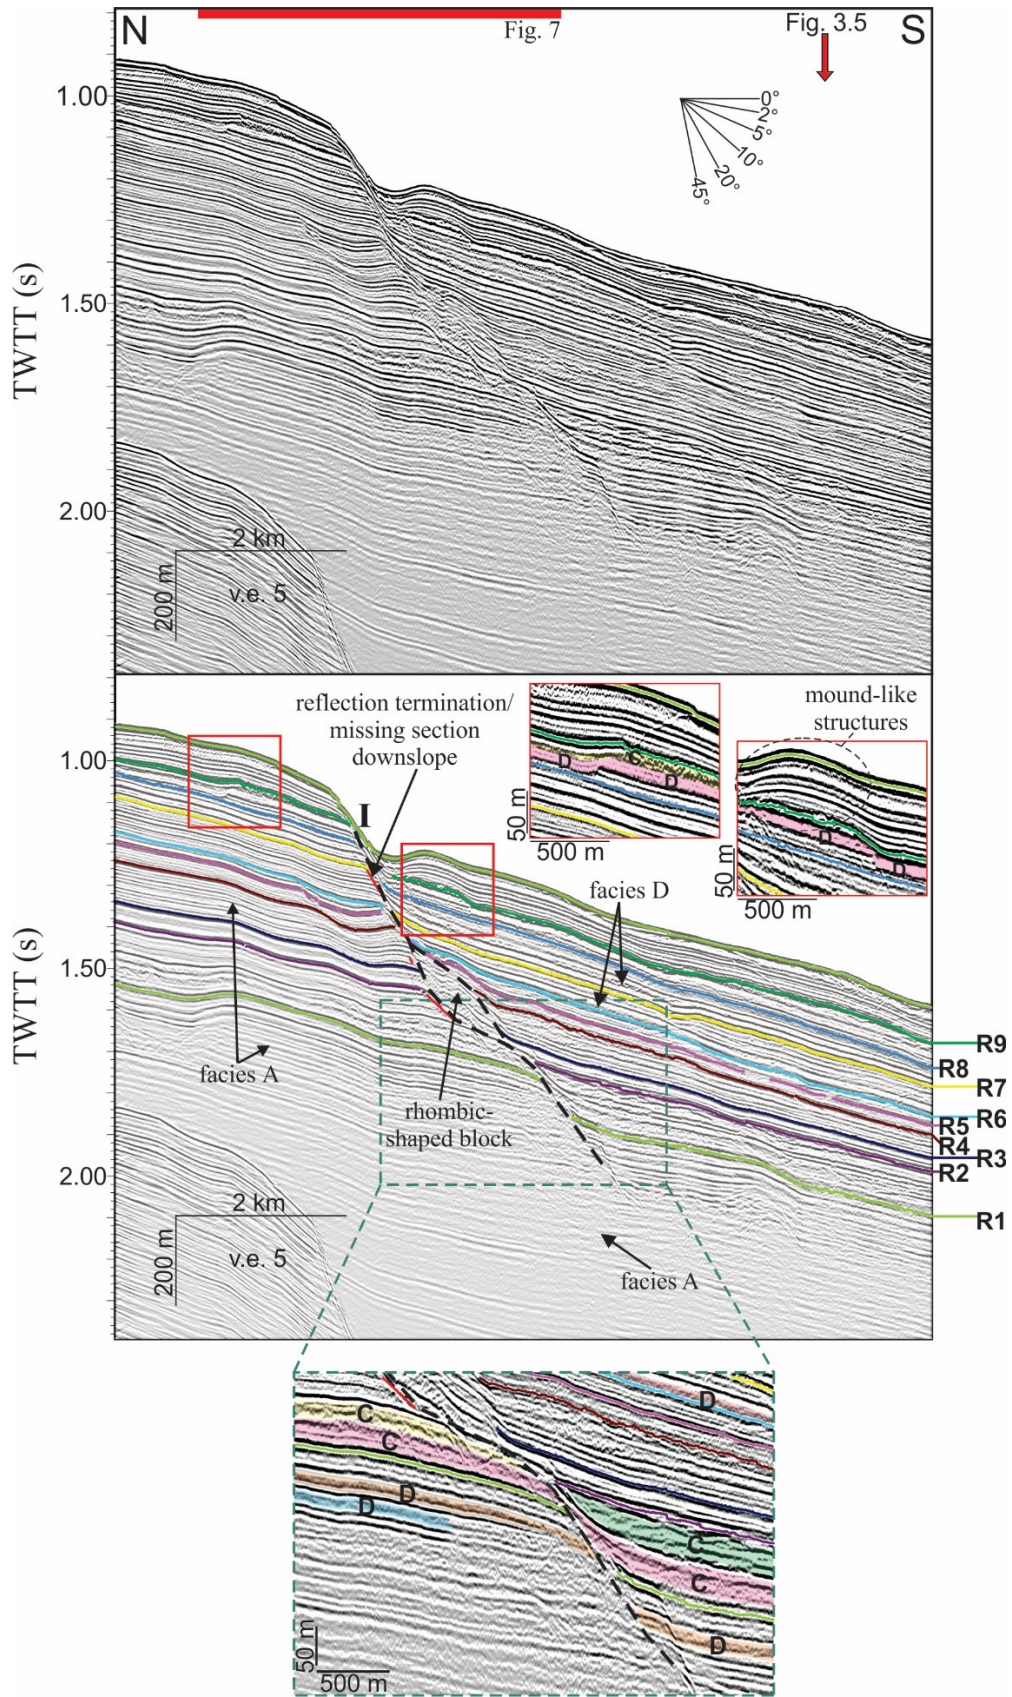 N
Fig. 7
Fig. 3.5
S
1.00
0°
2°
5°
10°
20°
45°
TWTT (s)
1.50
2.00
2 km
200 m
v.e. 5
reflection termination/
missing section
downslope
mound-like
structures
1.00
I
C
D
D
50 m
500 m
D
D
50 m
500 m
facies D
TWTT (s)
1.50
facies A
rhombic-
shaped block
R9
R8
R7
R6
R5
R4
R3
R2
R1
2.00
2 km
200 m
v.e. 5
facies A
D
C
C
D
D
C
C
D
50 m
500 m